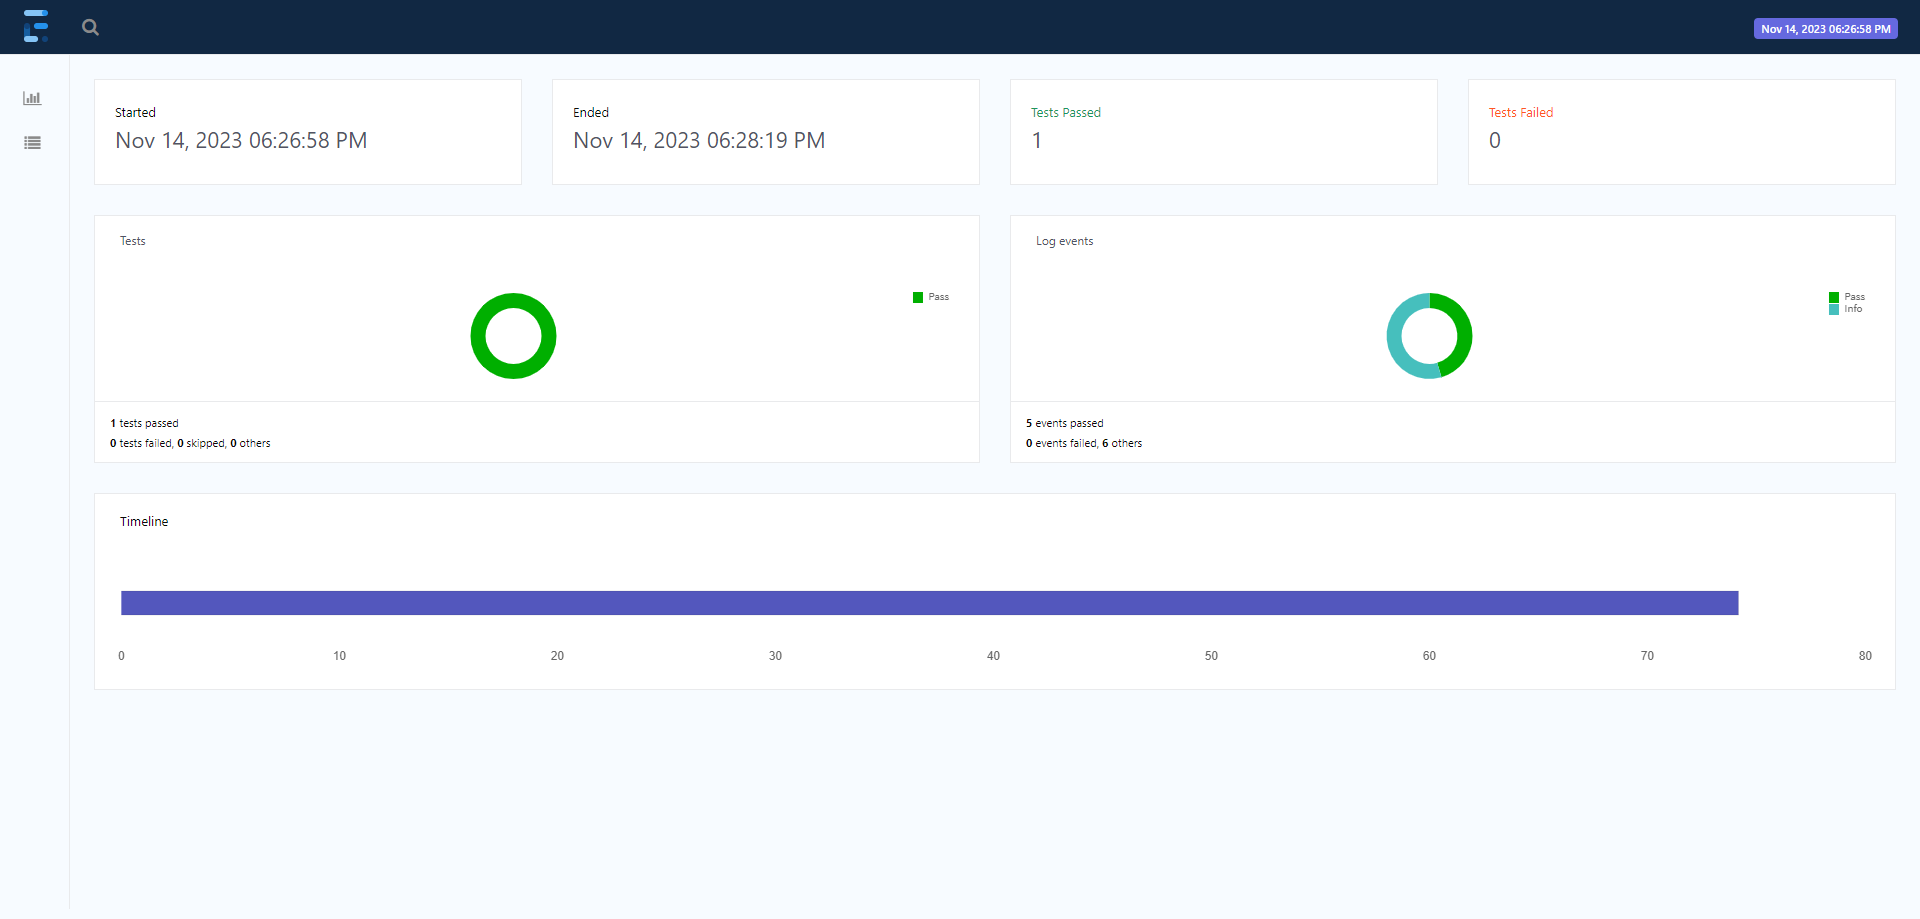 Nov 14, 2023 06:26:58 PM
Started
Nov 14, 2023 06:26:58 PM
Ended
Nov 14, 2023 06:28:19 PM
Tests Passed
1
Tests Failed
0
Tests
Pass
1 tests passed
0 tests failed, 0 skipped, 0 others
Log events
Pass
Info
5 events passed
0 events failed, 6 others
Timeline
0 10 20 30 40 50 60 70 80